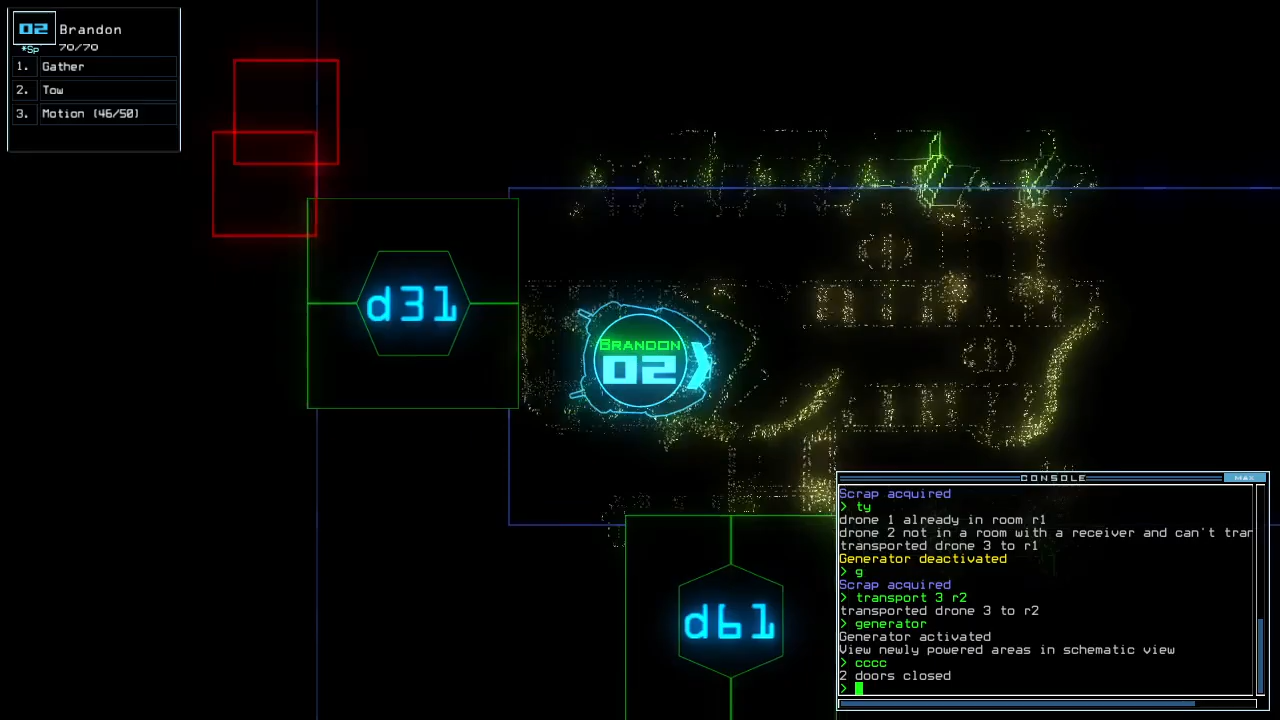 02 Brandon
*Sp 70/70
1. Gather
2. Tow
3. Motion (46/50)
d31
BRANDON
02
d61
CONSOLE
MAX
Scrap acquired
> ty
drone 1 already in room r1
drone 2 not in a room with a receiver and can't tran
transported drone 3 to r1
Generator deactivated
> g
Scrap acquired
> transport 3 r2
transported drone 3 to r2
> generator
Generator activated
View newly powered areas in schematic view
> cccc
2 doors closed
>